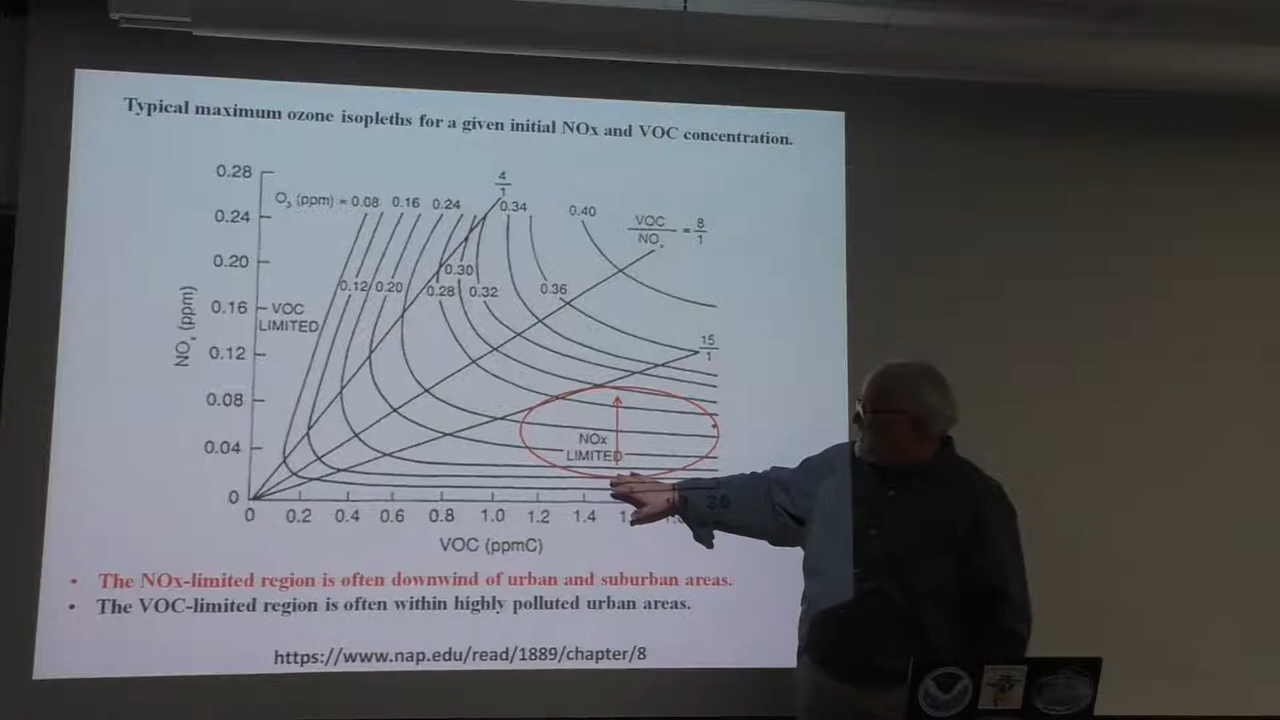 Typical maximum ozone isopleths for a given initial NOx and VOC concentration.
0.28
0.24
0.20
0.16
0.12
0.08
0.04
0
NOx (ppm)
O3 (ppm) = 0.08 0.16 0.24
4
1
0.34
0.40
VOC
NOx
= 8
1
0.30
0.12 0.20 0.28 0.32 0.36
VOC
LIMITED
15
1
NOx
LIMITED
0 0.2 0.4 0.6 0.8 1.0 1.2 1.4 2.0
VOC (ppmC)
• The NOx-limited region is often downwind of urban and suburban areas.
• The VOC-limited region is often within highly polluted urban areas.
https://www.nap.edu/read/1889/chapter/8